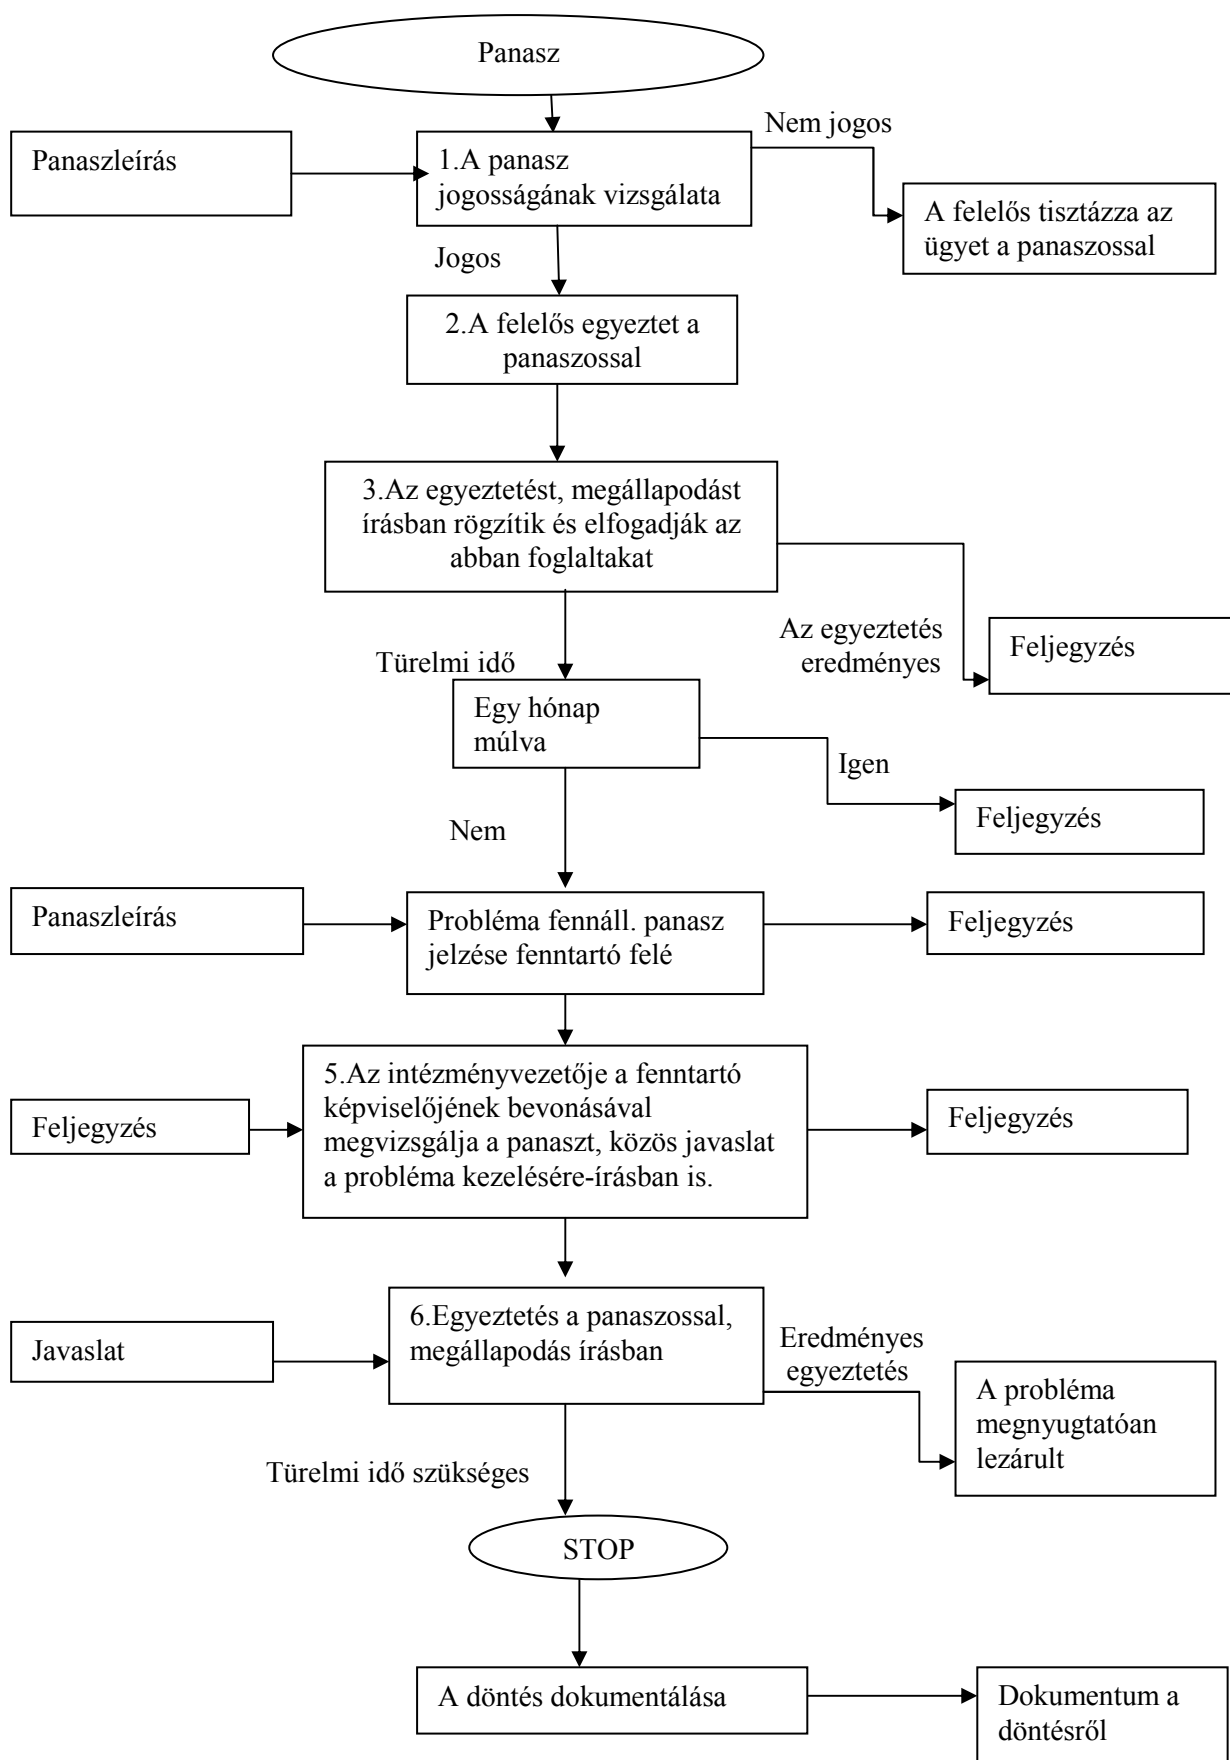 Panasz
Nem jogos
Panaszleírás
1.A panasz
jogosságának vizsgálata
A felelős tisztázza az
ügyet a panaszossal
Jogos
2.A felelős egyeztet a
panaszossal
3.Az egyeztetést, megállapodást
írásban rögzítik és elfogadják az
abban foglaltakat
Az egyeztetés
eredményes
Feljegyzés
Türelmi idő
Egy hónap
múlva
Igen
Feljegyzés
Nem
Panaszleírás
Probléma fennáll. panasz
jelzése fenntartó felé
Feljegyzés
5.Az intézményvezetője a fenntartó
képviselőjének bevonásával
megvizsgálja a panaszt, közös javaslat
a probléma kezelésére-írásban is.
Feljegyzés
Feljegyzés
6.Egyeztetés a panaszossal,
megállapodás írásban
Javaslat
Eredményes
egyeztetés
A probléma
megnyugtatóan
lezárult
Türelmi idő szükséges
STOP
A döntés dokumentálása
Dokumentum a
döntésről